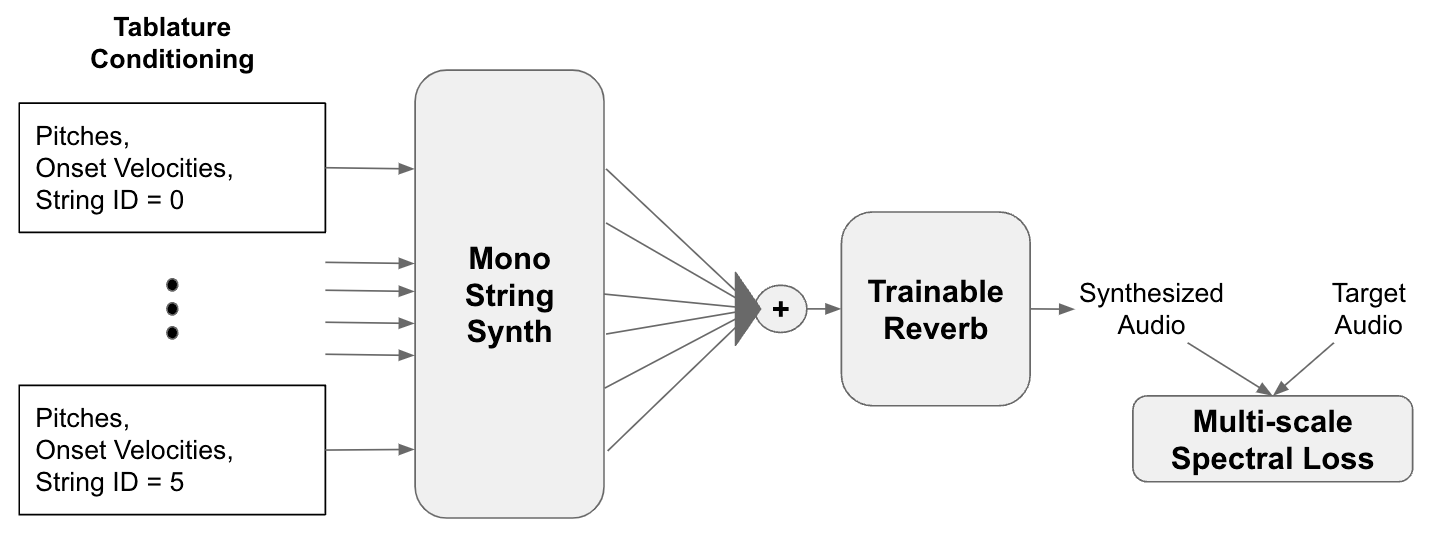 Tablature
Conditioning
Pitches,
Onset Velocities,
String ID = 0
Pitches,
Onset Velocities,
String ID = 5
Mono
String
Synth
+
Trainable
Reverb
Synthesized
Audio
Target
Audio
Multi-scale
Spectral Loss